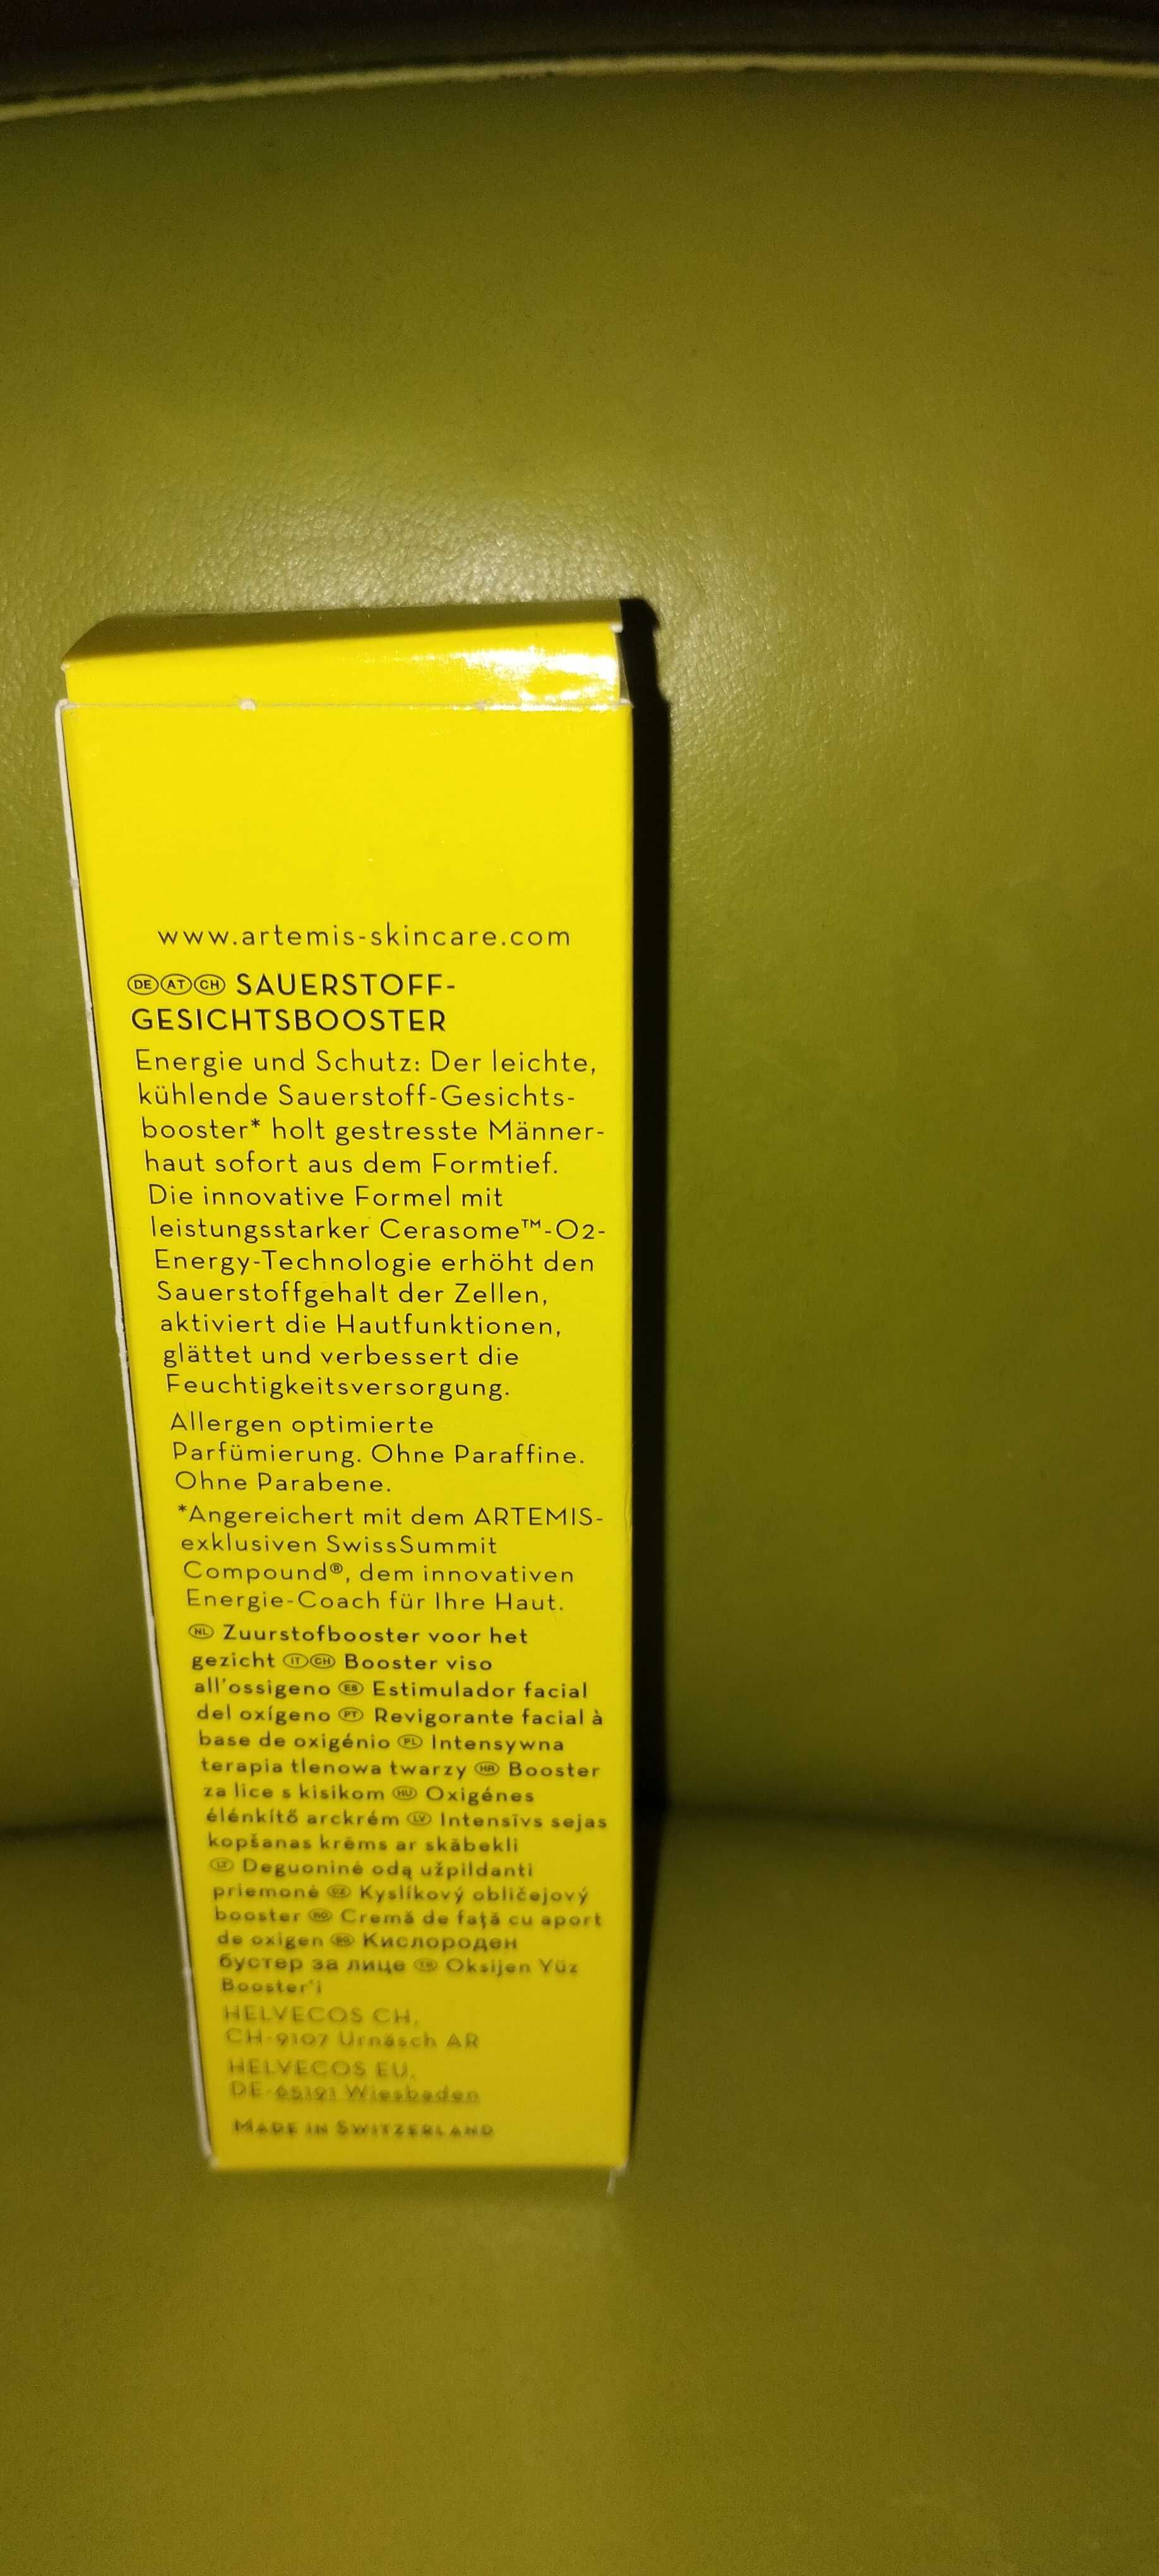 www.artemis-skincare.com
DE AT CH SAUERSTOFF-
GESICHTSBOOSTER
Energie und Schutz: Der leichte,
kühlende Sauerstoff-Gesichts-
booster* holt gestresste Männer-
haut sofort aus dem Formtief.
Die innovative Formel mit
leistungsstarker Cerasome™-O2-
Energy-Technologie erhöht den
Sauerstoffgehalt der Zellen,
aktiviert die Hautfunktionen,
glättet und verbessert die
Feuchtigkeitsversorgung.
Allergen optimierte
Parfümierung. Ohne Paraffine.
Ohne Parabene.
*Angereichert mit dem ARTEMIS-
exklusiven SwissSummit
Compound®, dem innovativen
Energie-Coach für Ihre Haut.
NL Zuurstofbooster voor het
gezicht IT CH Booster viso
all'ossigeno ES Estimulador facial
del oxígeno PT Revigorante facial à
base de oxigénio PL Intensywna
terapia tlenowa twarzy HR Booster
za lice s kisikom HU Oxigénes
élénkítő arckrém LV Intensīvs sejas
kopšanas krēms ar skābekli
LT Deguoninė odą užpildanti
priemonė CZ Kyslíkový obličejový
booster RO Cremă de față cu aport
de oxigen BG Кислороден
бустер за лице TR Oksijen Yüz
Booster'i
HELVECOS CH,
CH-9107 Urnäsch AR
HELVECOS EU,
DE-65191 Wiesbaden
MADE IN SWITZERLAND